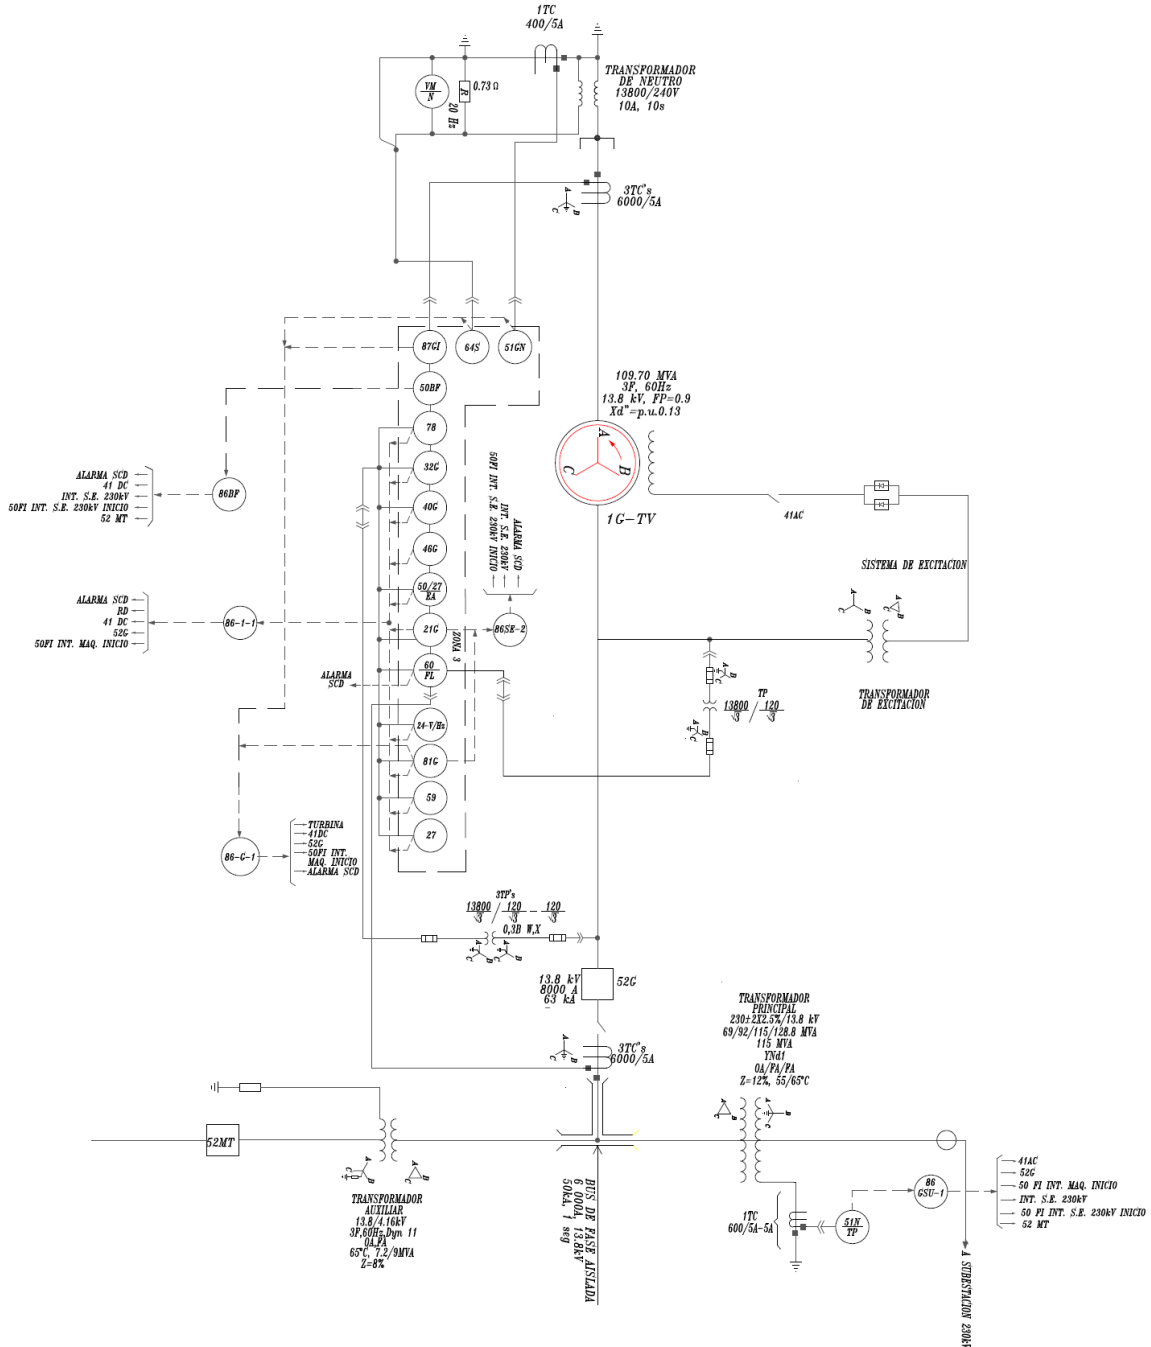 1TC
400/5A
TRANSFORMADOR
DE NEUTRO
13800/240V
10A, 10s
VM
N
R
0.73 Ω
20 Hz
3TC's
6000/5A
A
B
C
87GI
64S
51GN
50BF
78
32G
40G
46G
50/27
EA
21G
60
FL
24-V/Hz
81G
59
27
ZONA 3
109.70 MVA
3F, 60Hz
13.8 kV, FP=0.9
Xd"=p.u.0.13
A
B
C
1G-TV
41AC
SISTEMA DE EXCITACION
A
B
C
B
C
TRANSFORMADOR
DE EXCITACION
TP
13800
√3
/
120
√3
A
B
C
A
B
C
ALARMA SCD
41 DC
INT. S.E. 230kV
50FI INT. S.E. 230kV INICIO
52 MT
86BF
ALARMA SCD
INT. S.E. 230kV
50FI INT. S.E. 230kV INICIO
86SE-2
ALARMA SCD
RD
41 DC
52G
50FI INT. MAQ. INICIO
86-1-1
ALARMA
SCD
86-G-1
TURBINA
41DC
52G
50FI INT.
MAQ. INICIO
ALARMA SCD
3TP's
13800
√3
/
120
√3
-
120
√3
0,3B W,X
A
B
C
A
B
C
13.8 kV
8000 A
63 kA
52G
A
B
C
3TC's
6000/5A
TRANSFORMADOR
PRINCIPAL
230±2X2.5%/13.8 kV
69/92/115/128.8 MVA
115 MVA
YNd1
OA/FA/FA
Z=12%, 55/65°C
A
B
C
A
B
C
52MT
A
B
C
A
B
C
TRANSFORMADOR
AUXILIAR
13.8/4.16kV
3F,60Hz,Dyn 11
OA,FA
65°C, 7.2/9MVA
Z=8%
BUS DE FASE AISLADA
6 000A, 13.8kV
50kA, 1 seg
1TC
600/5A-5A
51N
TP
86
GSU-1
41AC
52G
50 FI INT. MAQ. INICIO
INT. S.E. 230kV
50 FI INT. S.E. 230kV INICIO
52 MT
A SUBESTACION 230kV